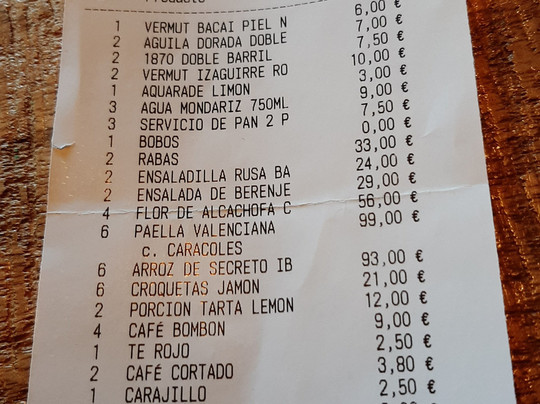 Producto
1 VERMUT BACAI PIEL N 6,00 €
2 AGUILA DORADA DOBLE 7,00 €
2 1870 DOBLE BARRIL 7,50 €
2 VERMUT IZAGUIRRE RO 10,00 €
1 AQUARADE LIMON 3,00 €
3 AGUA MONDARIZ 750ML 9,00 €
3 SERVICIO DE PAN 2 P 7,50 €
1 BOBOS 0,00 €
2 RABAS 33,00 €
2 ENSALADILLA RUSA BA 24,00 €
2 ENSALADA DE BERENJE 29,00 €
4 FLOR DE ALCACHOFA C 56,00 €
6 PAELLA VALENCIANA 99,00 €
c. CARACOLES
6 ARROZ DE SECRETO IB 93,00 €
6 CROQUETAS JAMON 21,00 €
2 PORCION TARTA LEMON 12,00 €
4 CAFÉ BOMBON 9,00 €
1 TE ROJO 2,50 €
2 CAFÉ CORTADO 3,80 €
1 CARAJILLO 2,50 €